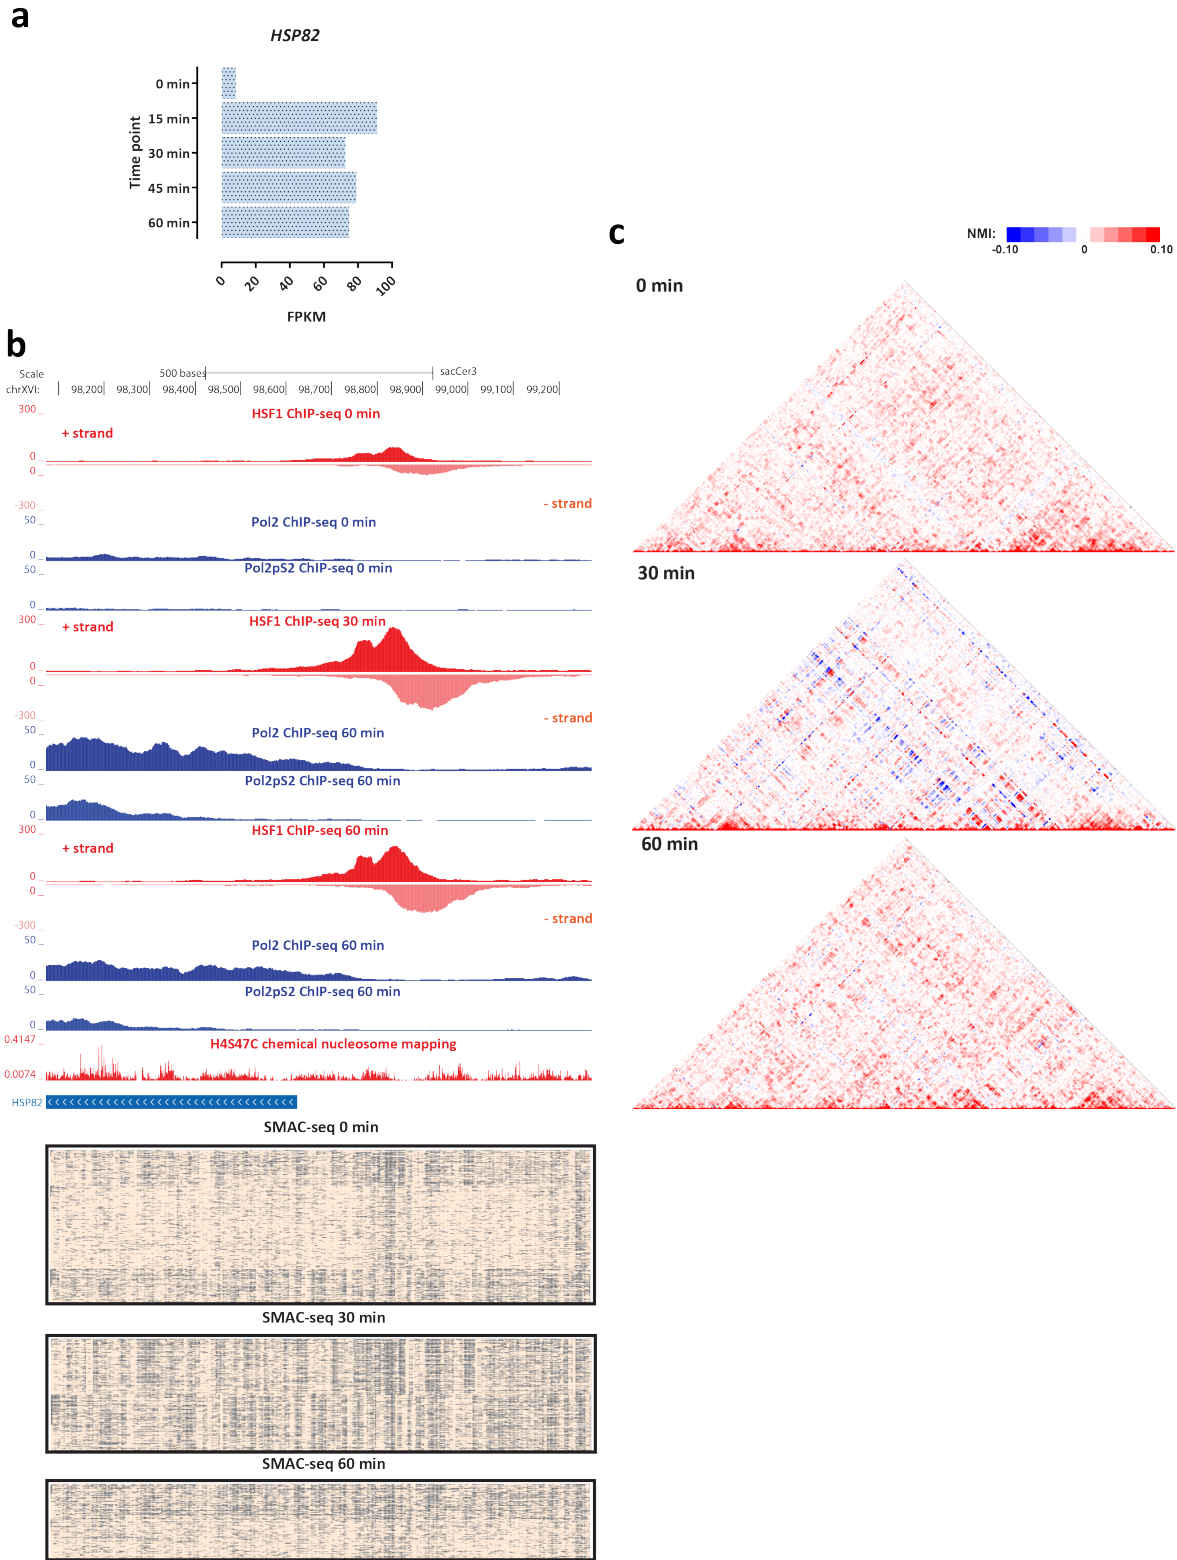 a
HSP82
Time point
0 min
15 min
30 min
45 min
60 min
0 20 40 60 80 100
FPKM
b
Scale 500 bases sacCer3
chrXVI: 98,200 98,300 98,400 98,500 98,600 98,700 98,800 98,900 99,000 99,100 99,200
HSF1 ChIP-seq 0 min
300
+ strand
0
0
-300
- strand
Pol2 ChIP-seq 0 min
50
0
Pol2pS2 ChIP-seq 0 min
50
0
HSF1 ChIP-seq 30 min
300
+ strand
0
0
-300
- strand
Pol2 ChIP-seq 60 min
50
0
Pol2pS2 ChIP-seq 60 min
50
0
HSF1 ChIP-seq 60 min
300
+ strand
0
0
-300
- strand
Pol2 ChIP-seq 60 min
50
0
Pol2pS2 ChIP-seq 60 min
50
0
H4S47C chemical nucleosome mapping
0.4147
0.0074
HSP82
SMAC-seq 0 min
SMAC-seq 30 min
SMAC-seq 60 min
c
NMI:
-0.10 0 0.10
0 min
30 min
60 min